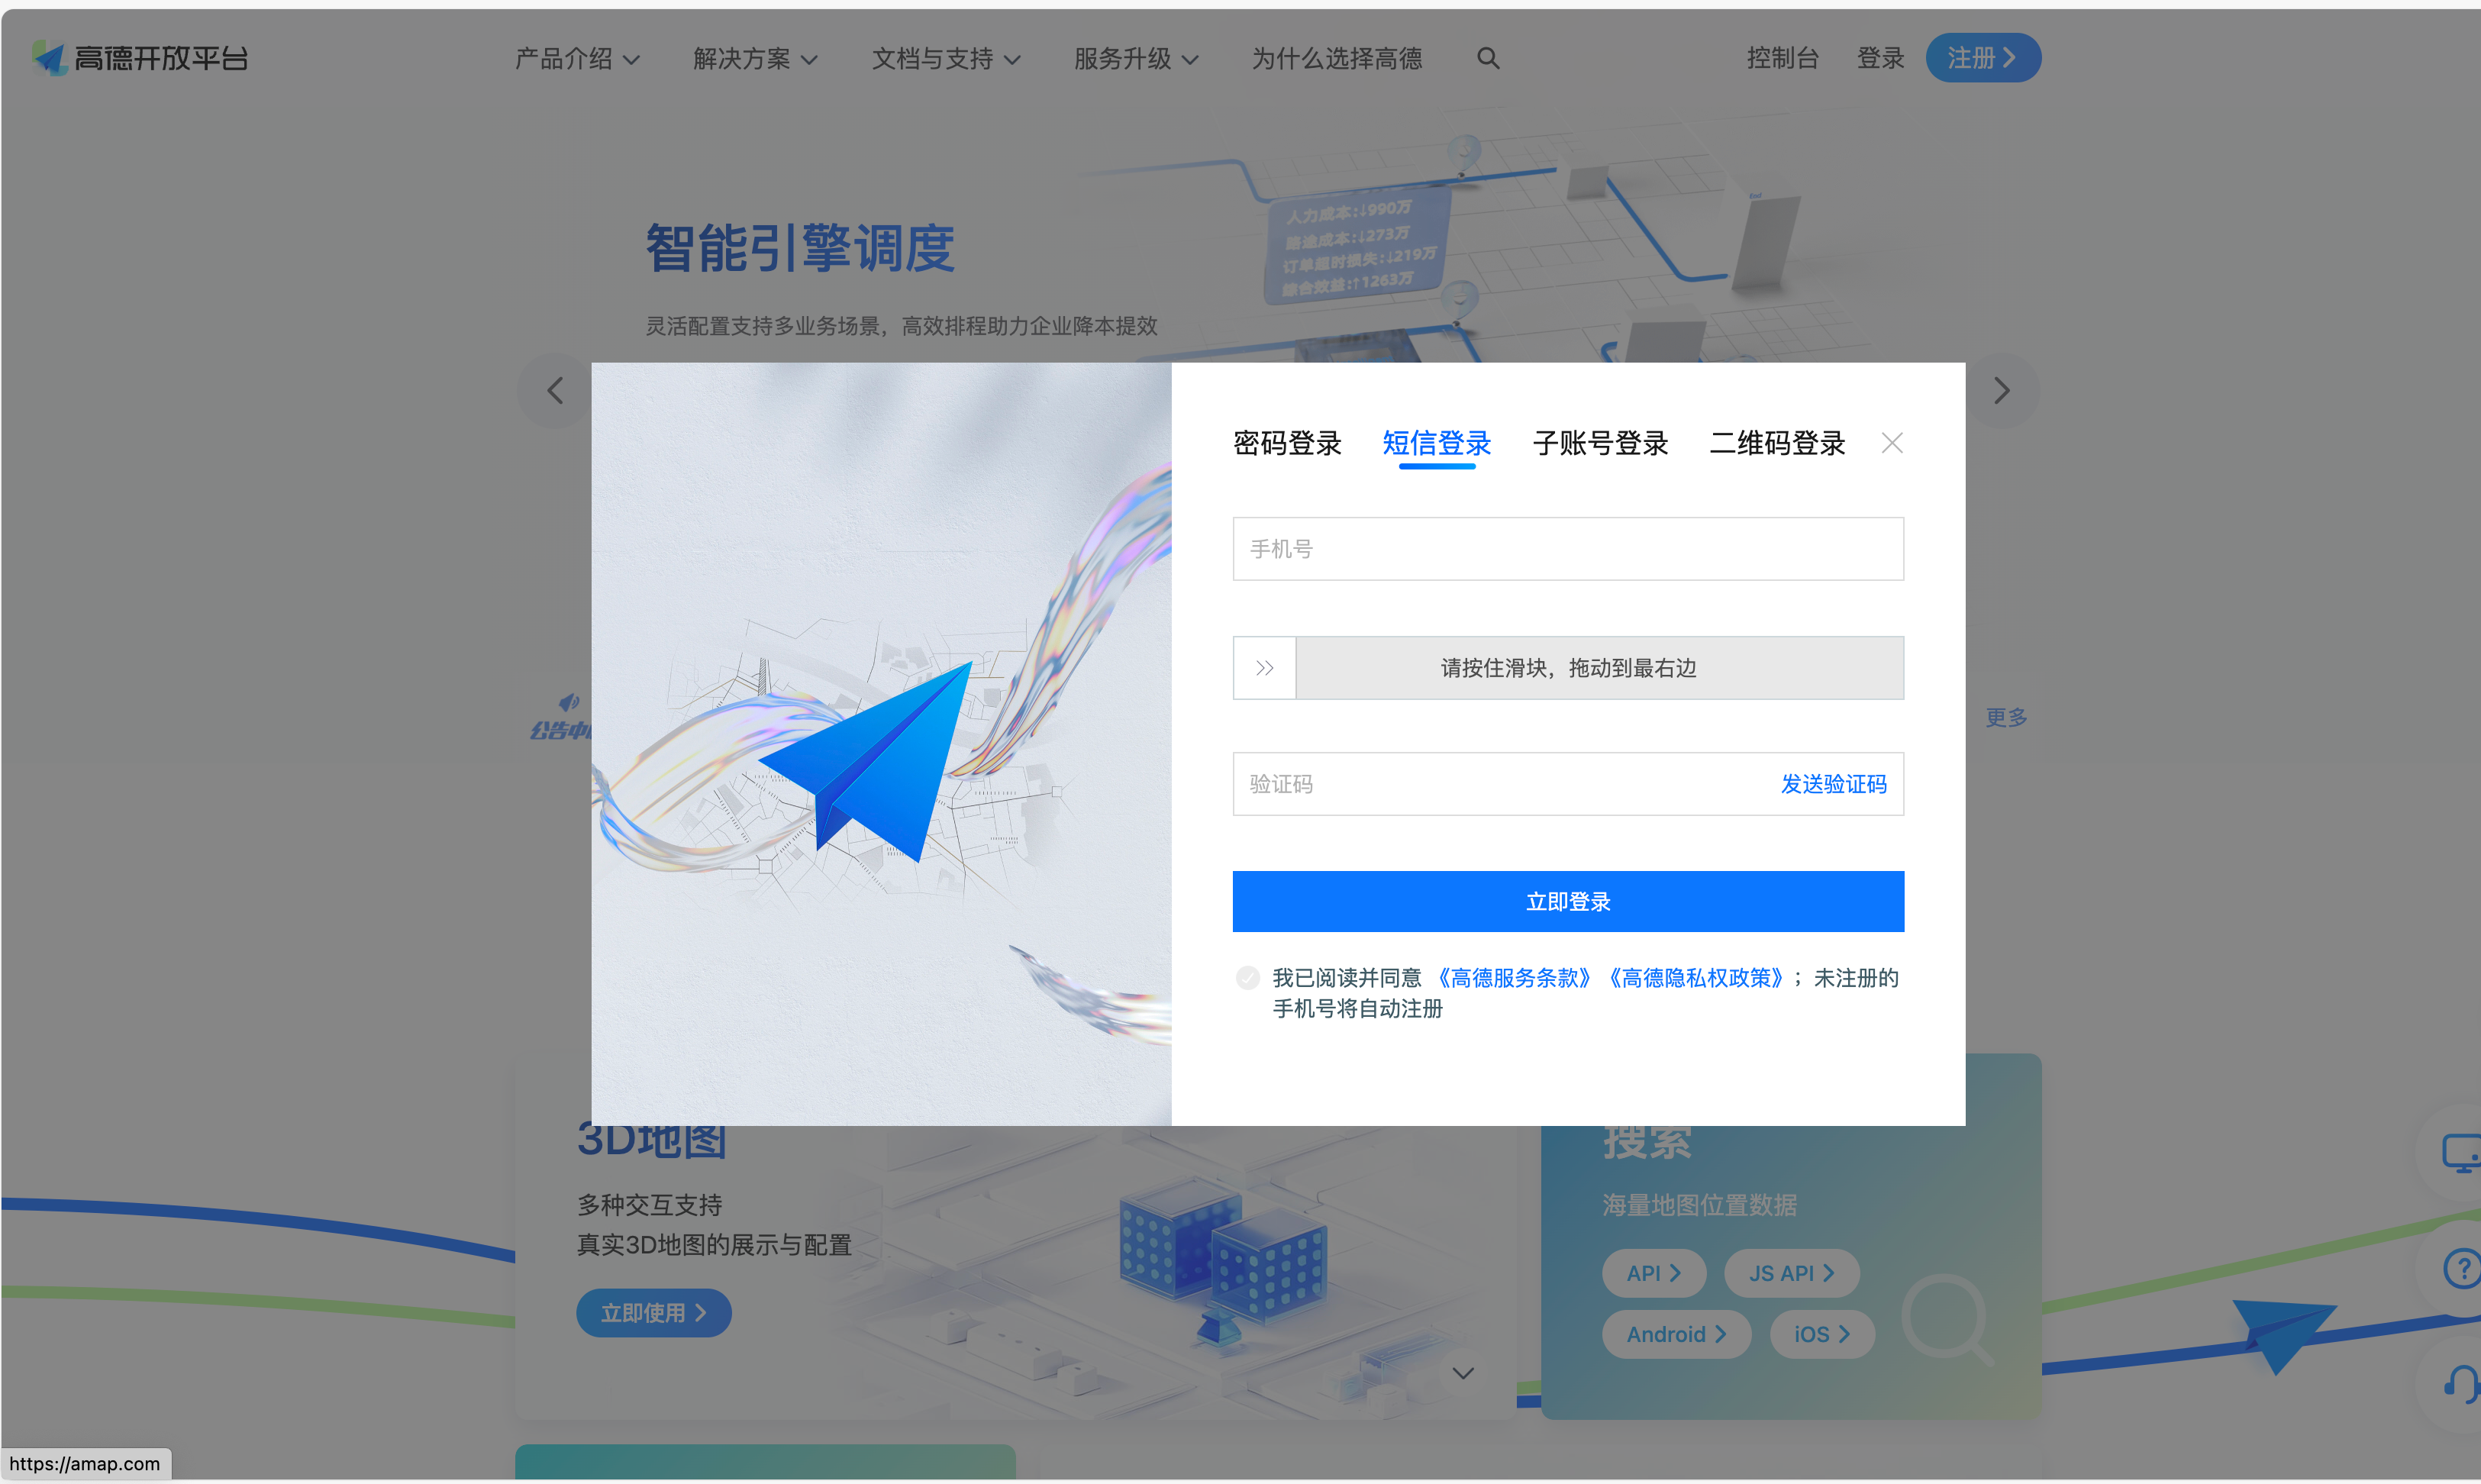 高德开放平台
产品介绍
解决方案
文档与支持
服务升级
为什么选择高德
控制台
登录
注册
智能引擎调度
灵活配置支持多业务场景，高效排程助力企业降本提效
人力成本:↓990万
路途成本:↓273万
订单超时损失:↓219万
综合效益:↑1263万
End
密码登录
短信登录
子账号登录
二维码登录
手机号
请按住滑块，拖动到最右边
验证码
发送验证码
立即登录
我已阅读并同意 《高德服务条款》《高德隐私权政策》；未注册的
手机号将自动注册
公告中
更多
3D地图
多种交互支持
真实3D地图的展示与配置
立即使用
搜索
海量地图位置数据
API
JS API
Android
iOS
https://amap.com